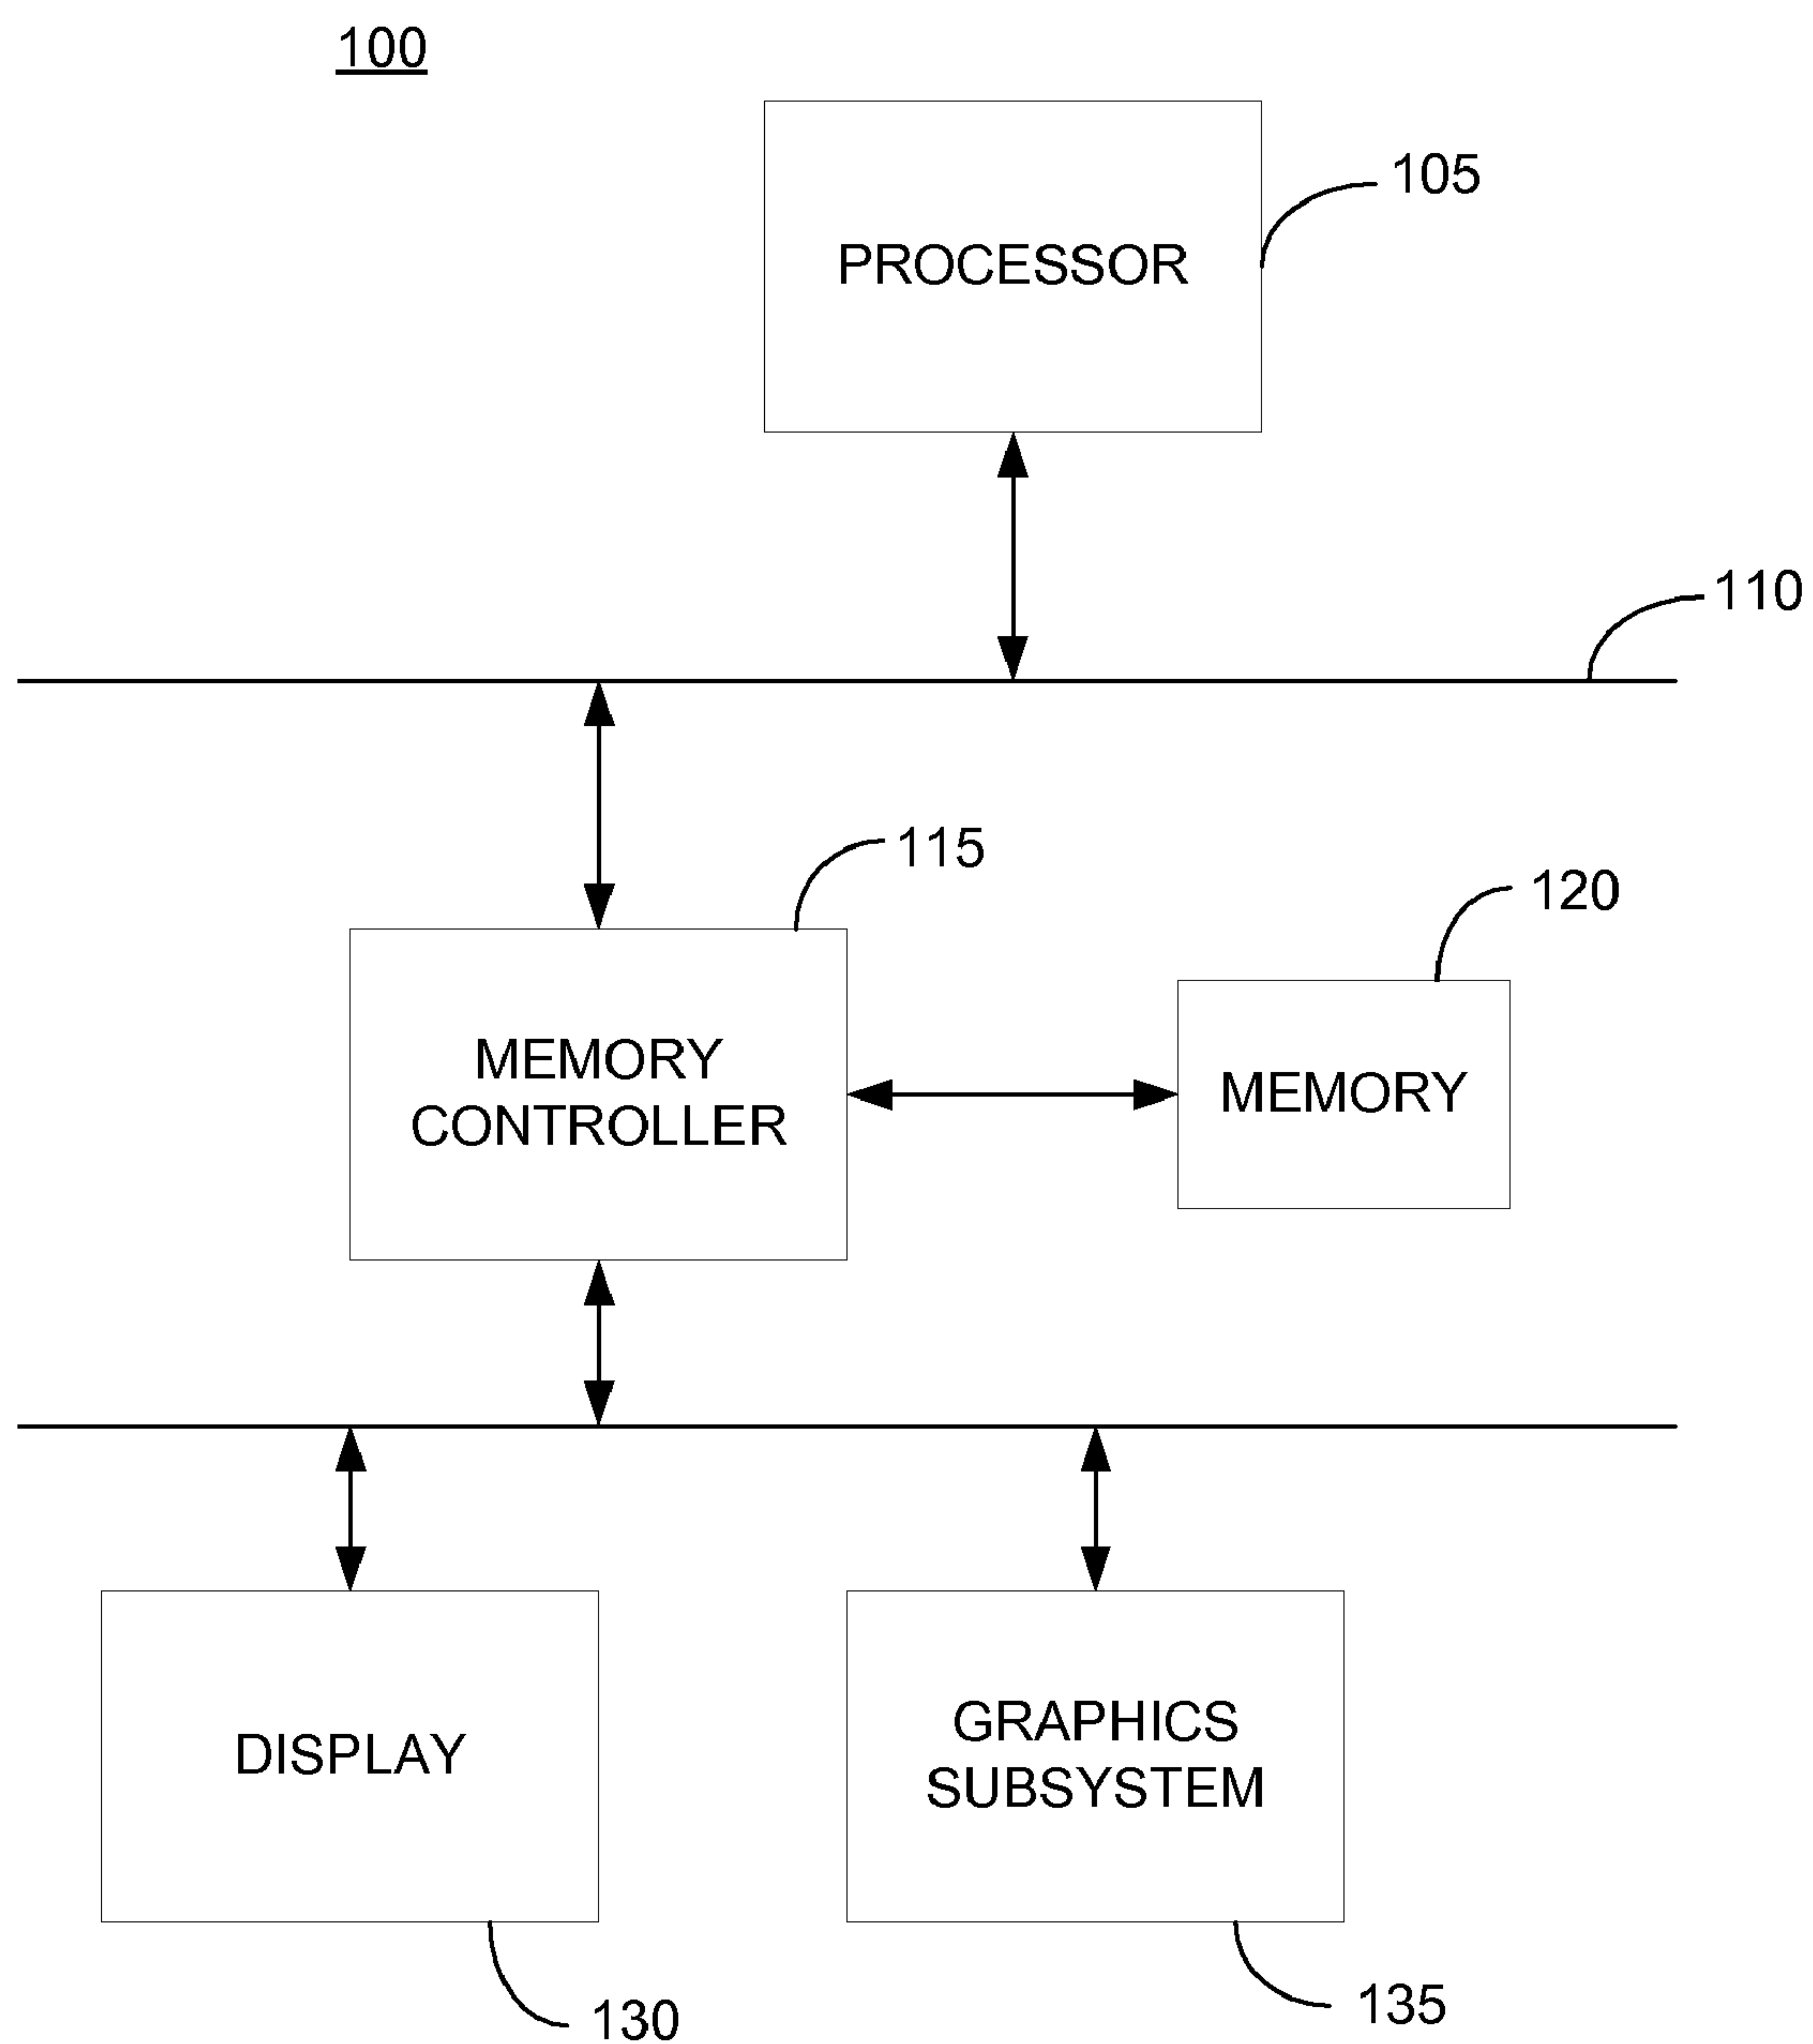 100
105
PROCESSOR
110
115
120
MEMORY
CONTROLLER
MEMORY
DISPLAY
GRAPHICS
SUBSYSTEM
130
135